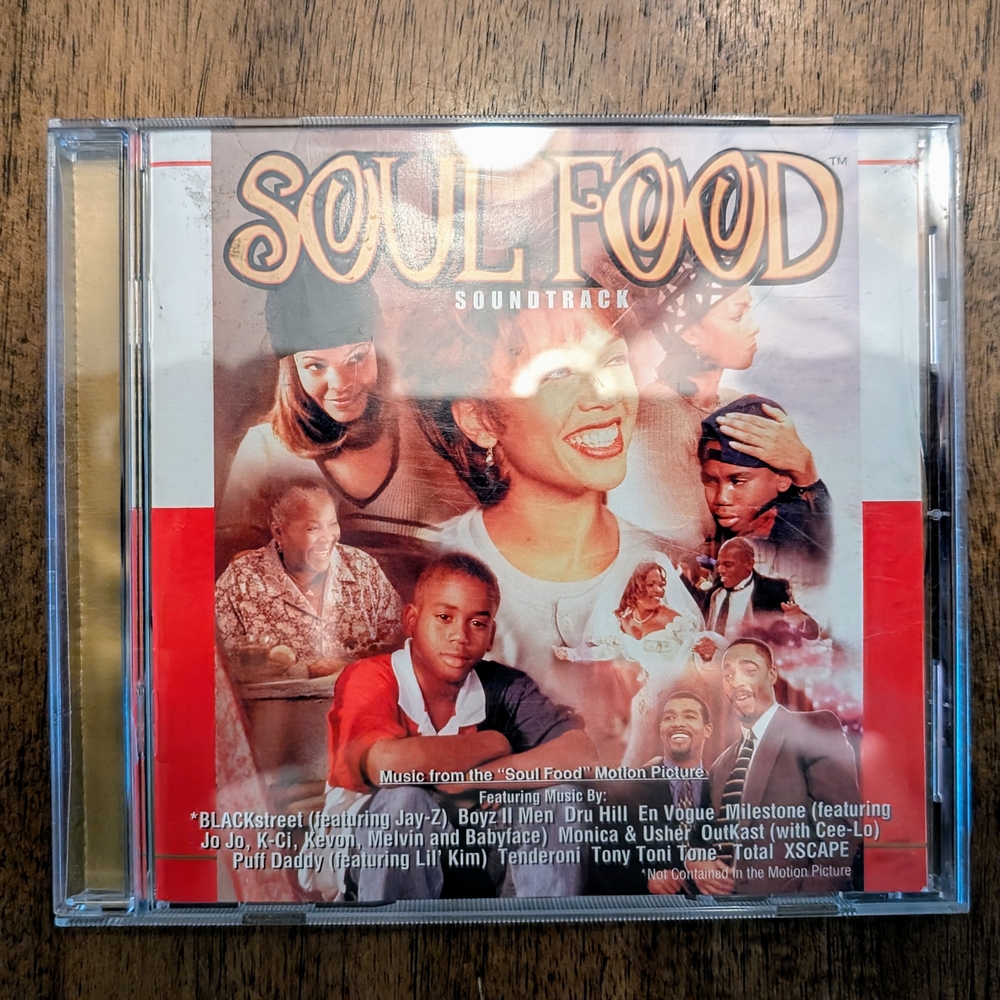 SOUL FOOD™
SOUNDTRACK
Music from the "Soul Food" Motion Picture
Featuring Music By:
*BLACKstreet (featuring Jay-Z) Boyz II Men Dru Hill En Vogue Milestone (featuring
Jo Jo, K-Ci, Kevon, Melvin and Babyface) Monica & Usher OutKast (with Cee-Lo)
Puff Daddy (featuring Lil' Kim) Tenderoni Tony Toni Tone Total XSCAPE
*Not Contained In the Motion Picture